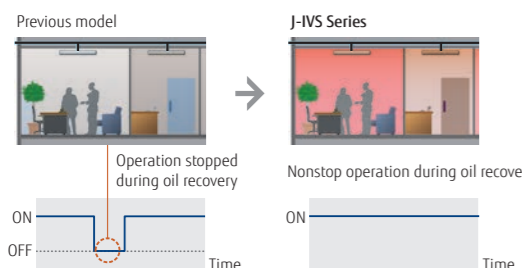 Previous model
J-IVS Series
Operation stopped
during oil recovery
Nonstop operation during oil recove
ON
OFF
Time
ON
Time